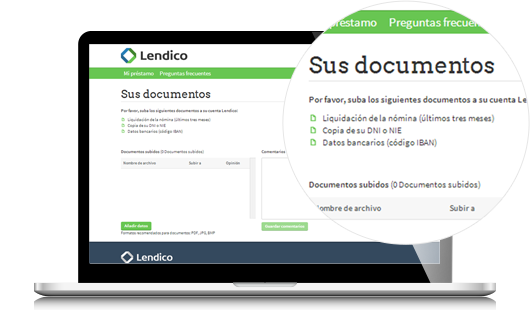 Lendico
Mi préstamo Preguntas frecuentes
Sus documentos
Por favor, suba los siguientes documentos a su cuenta Lendico:
Liquidación de la nómina (últimos tres meses)
Copia de su DNI o NIE
Datos bancarios (código IBAN)
Documentos subidos (0 Documentos subidos)
Comentarios
Nombre de archivo Subir a Opinión
Añadir datos
Guardar comentarios
Formatos recomendados para documentos: PDF, JPG, BMP
Lendico
préstamo Preguntas frecuen
Sus documentos
Por favor, suba los siguientes documentos a su cuenta Le
Liquidación de la nómina (últimos tres meses)
Copia de su DNI o NIE
Datos bancarios (código IBAN)
Documentos subidos (0 Documentos subidos)
ombre de archivo Subir a